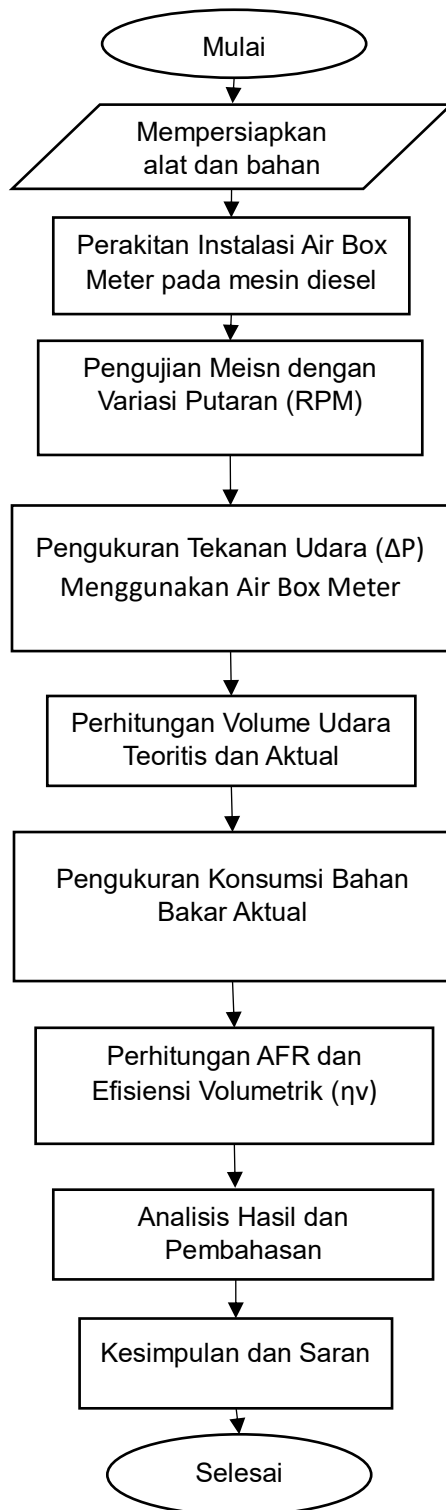 Mulai
Mempersiapkan
alat dan bahan
Perakitan Instalasi Air Box
Meter pada mesin diesel
Pengujian Meisn dengan
Variasi Putaran (RPM)
Pengukuran Tekanan Udara (ΔP)
Menggunakan Air Box Meter
Perhitungan Volume Udara
Teoritis dan Aktual
Pengukuran Konsumsi Bahan
Bakar Aktual
Perhitungan AFR dan
Efisiensi Volumetrik (ηv)
Analisis Hasil dan
Pembahasan
Kesimpulan dan Saran
Selesai